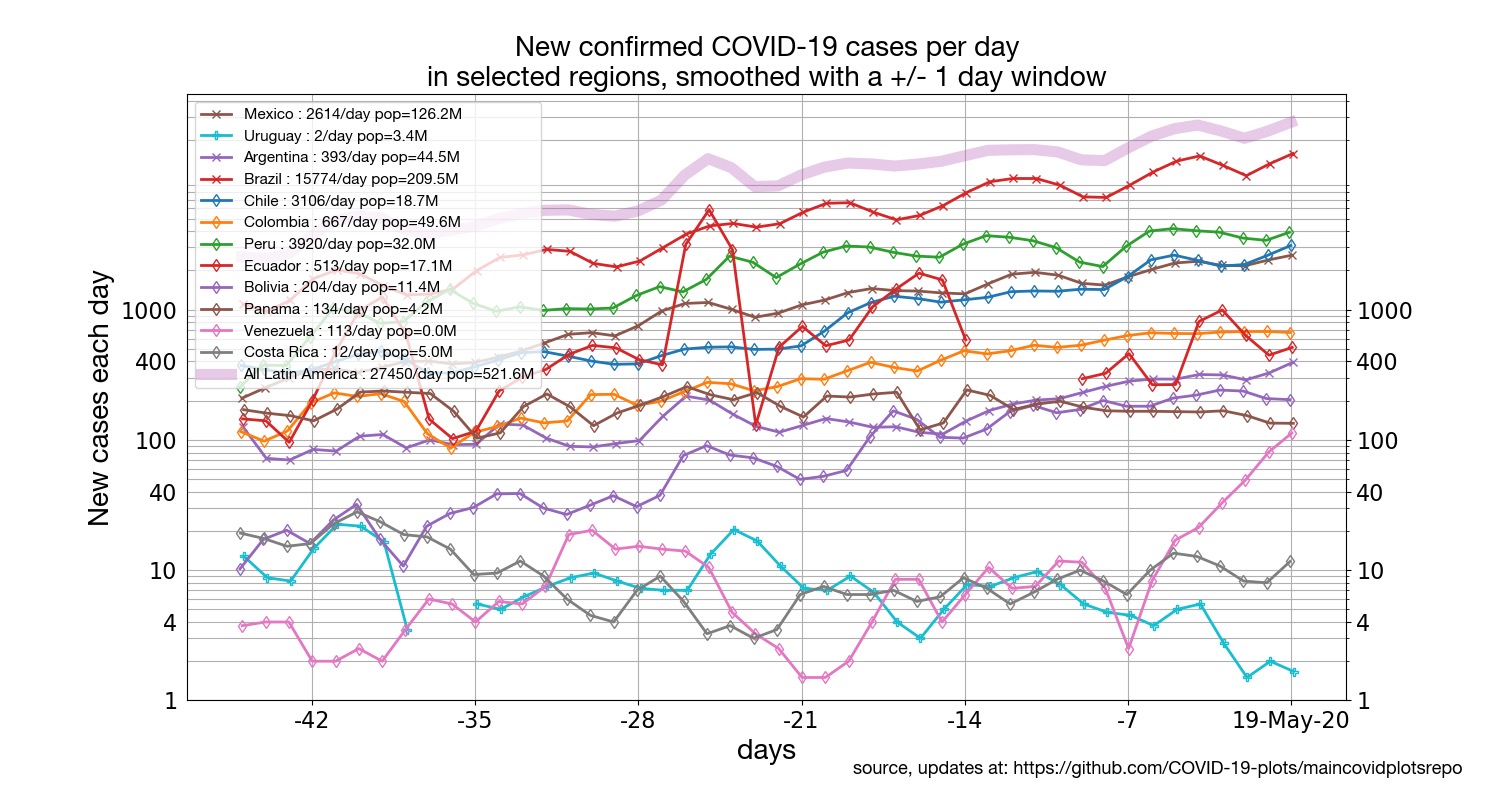 New confirmed COVID-19 cases per day
in selected regions, smoothed with a +/- 1 day window
Mexico : 2614/day pop=126.2M
Uruguay : 2/day pop=3.4M
Argentina : 393/day pop=44.5M
Brazil : 15774/day pop=209.5M
Chile : 3106/day pop=18.7M
Colombia : 667/day pop=49.6M
Peru : 3920/day pop=32.0M
Ecuador : 513/day pop=17.1M
Bolivia : 204/day pop=11.4M
Panama : 134/day pop=4.2M
Venezuela : 113/day pop=0.0M
Costa Rica : 12/day pop=5.0M
All Latin America : 27450/day pop=521.6M
New cases each day
1000 1000
400 400
100 100
40 40
10 10
4 4
1 1
-42 -35 -28 -21 -14 -7 19-May-20
days
source, updates at: https://github.com/COVID-19-plots/maincovidplotsrepo